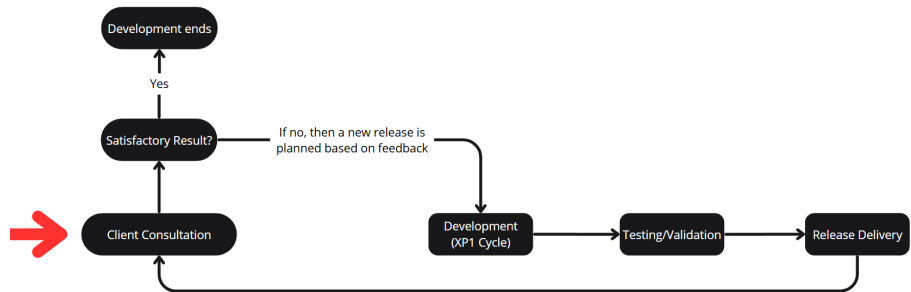 Development ends
Yes
Satisfactory Result?
If no, then a new release is
planned based on feedback
Client Consultation
Development
(XP1 Cycle)
Testing/Validation
Release Delivery